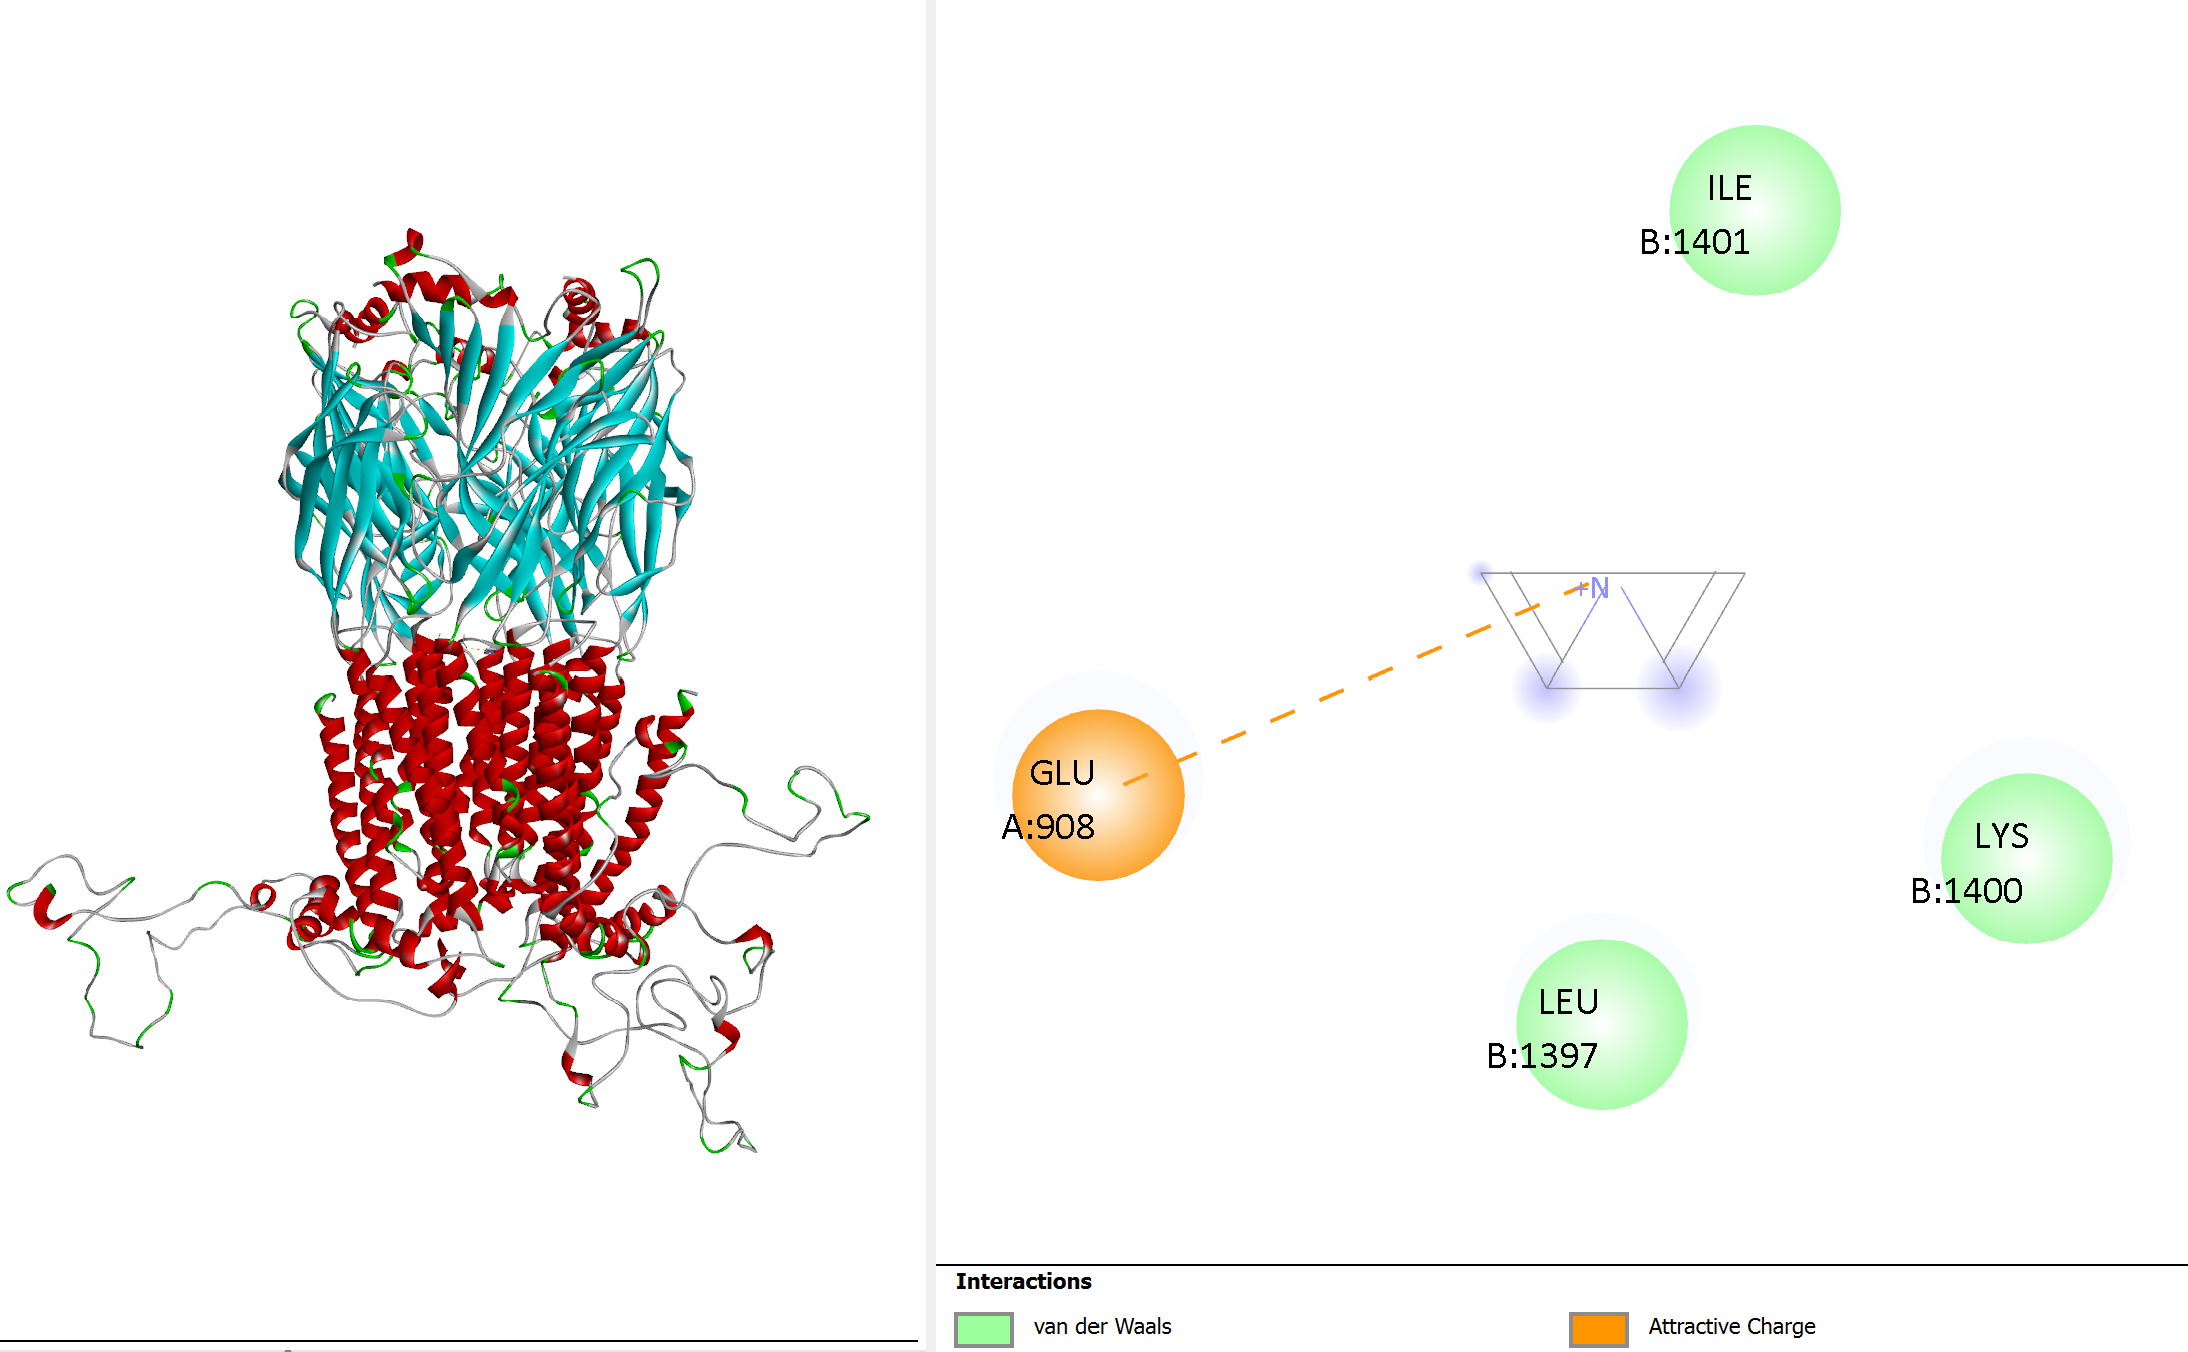 ILE
B:1401
+N
GLU
A:908
LYS
B:1400
LEU
B:1397
Interactions
van der Waals
Attractive Charge